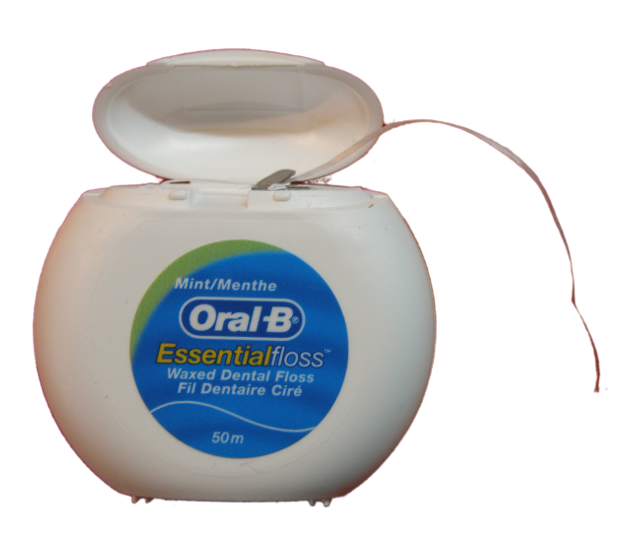 Mint/Menthe
Oral-B®
Essentialfloss™
Waxed Dental Floss
Fil Dentaire Ciré
50m